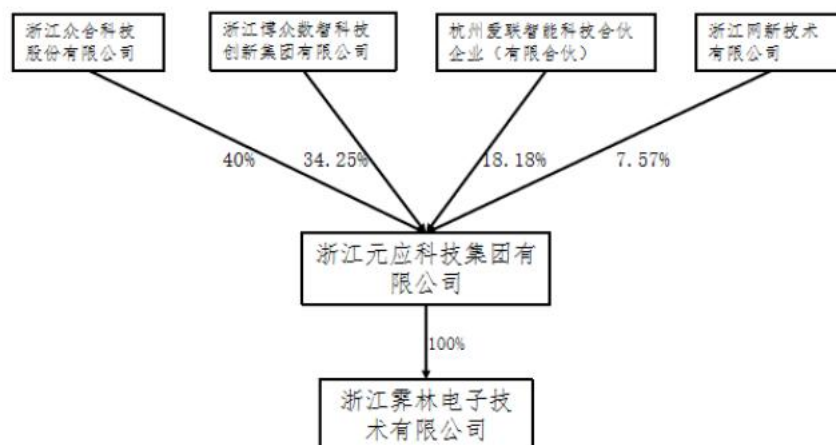 浙江众合科技
股份有限公司
浙江博众数智科技
创新集团有限公司
杭州爱联智能科技合伙
企业（有限合伙）
浙江网新技术
有限公司
40%
34.25%
18.18%
7.57%
浙江元应科技集团有
限公司
100%
浙江霁林电子技
术有限公司